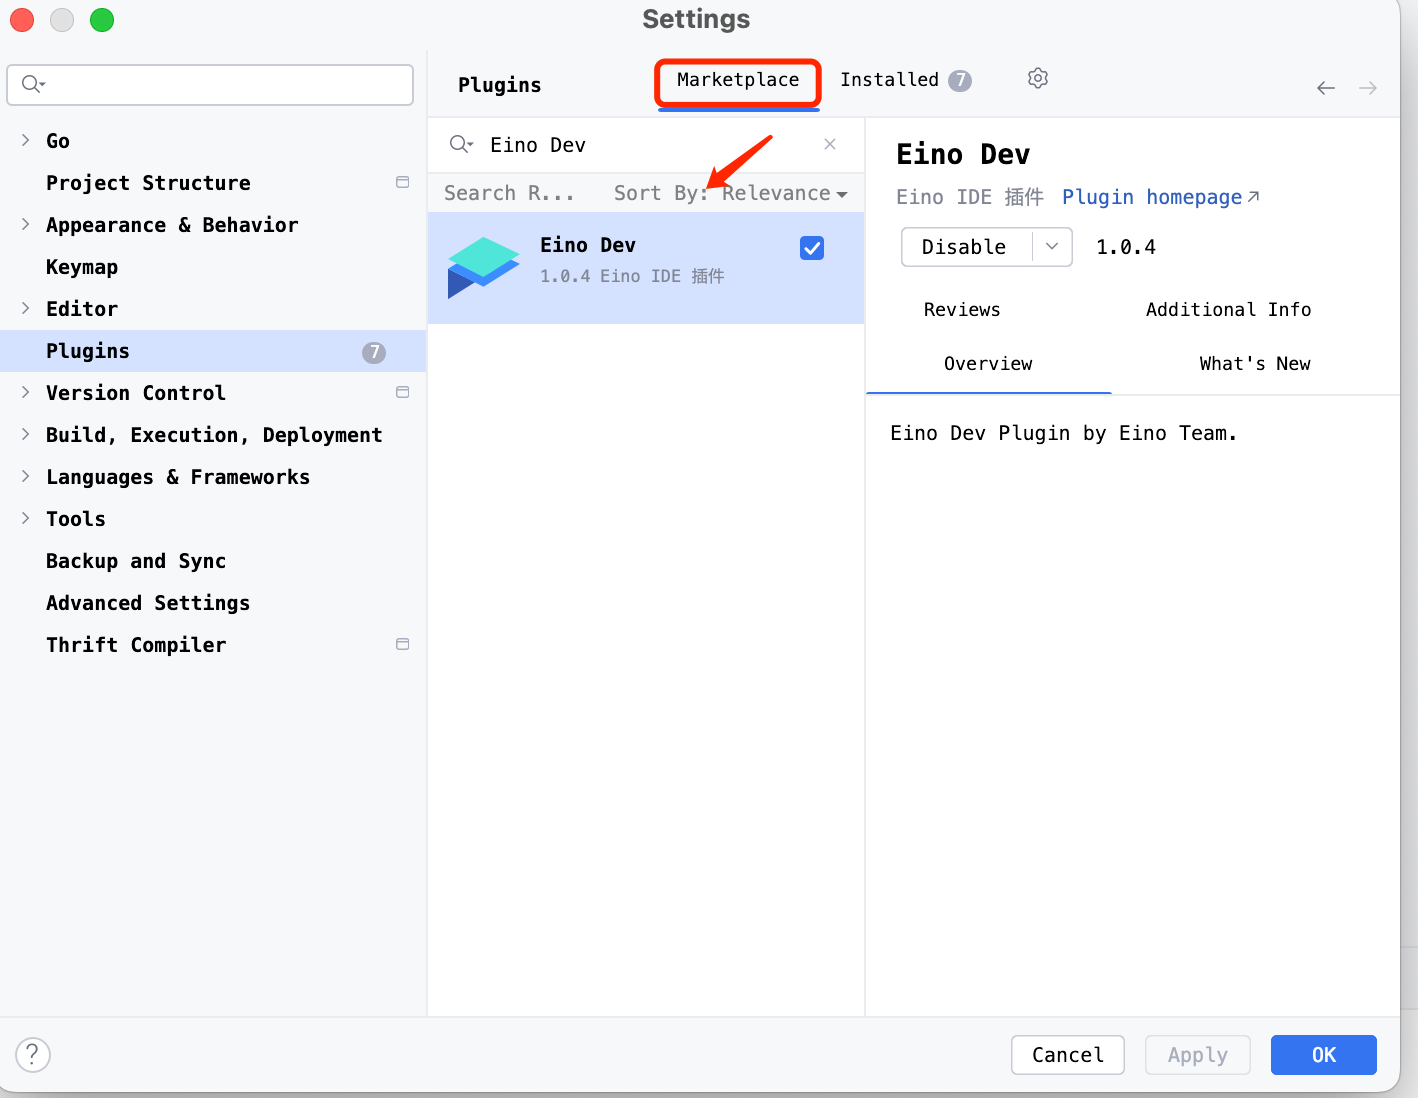 Settings
Plugins
Marketplace
Installed 7
Go
Project Structure
Appearance & Behavior
Keymap
Editor
Plugins 7
Version Control
Build, Execution, Deployment
Languages & Frameworks
Tools
Backup and Sync
Advanced Settings
Thrift Compiler
Eino Dev
Search R... Sort By: Relevance
Eino Dev
1.0.4 Eino IDE 插件
Eino Dev
Eino IDE 插件 Plugin homepage
Disable 1.0.4
Reviews Additional Info
Overview What's New
Eino Dev Plugin by Eino Team.
?
Cancel Apply OK